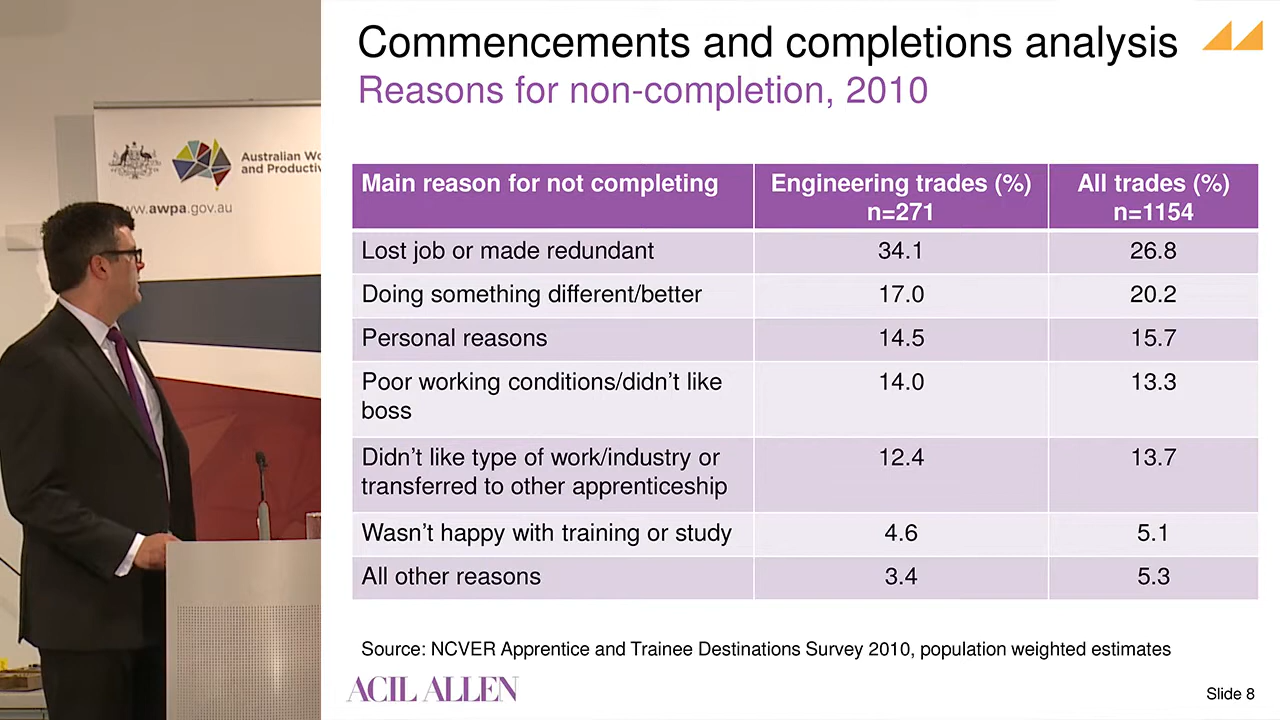 Commencements and completions analysis
Reasons for non-completion, 2010
Australian
and
www.awpa.gov.au
Main reason for not completing Engineering trades (%) All trades (%)
n=271 n=1154
Lost job or made redundant 34.1 26.8
Doing something different/better 17.0 20.2
Personal reasons 14.5 15.7
Poor working conditions/didn’t like 14.0 13.3
boss
Didn’t like type of work/industry or 12.4 13.7
transferred to other apprenticeship
Wasn’t happy with training or study 4.6 5.1
All other reasons 3.4 5.3
Source: NCVER Apprentice and Trainee Destinations Survey 2010, population weighted estimates
ACIL ALLEN
Slide 8